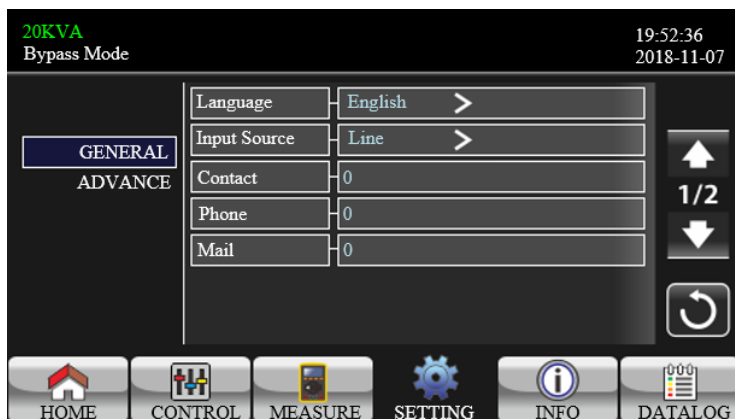 20KVA
Bypass Mode
19:52:36
2018-11-07
GENERAL
ADVANCE
Language English >
Input Source Line >
Contact 0
Phone 0
Mail 0
1/2
HOME CONTROL MEASURE SETTING INFO DATALOG